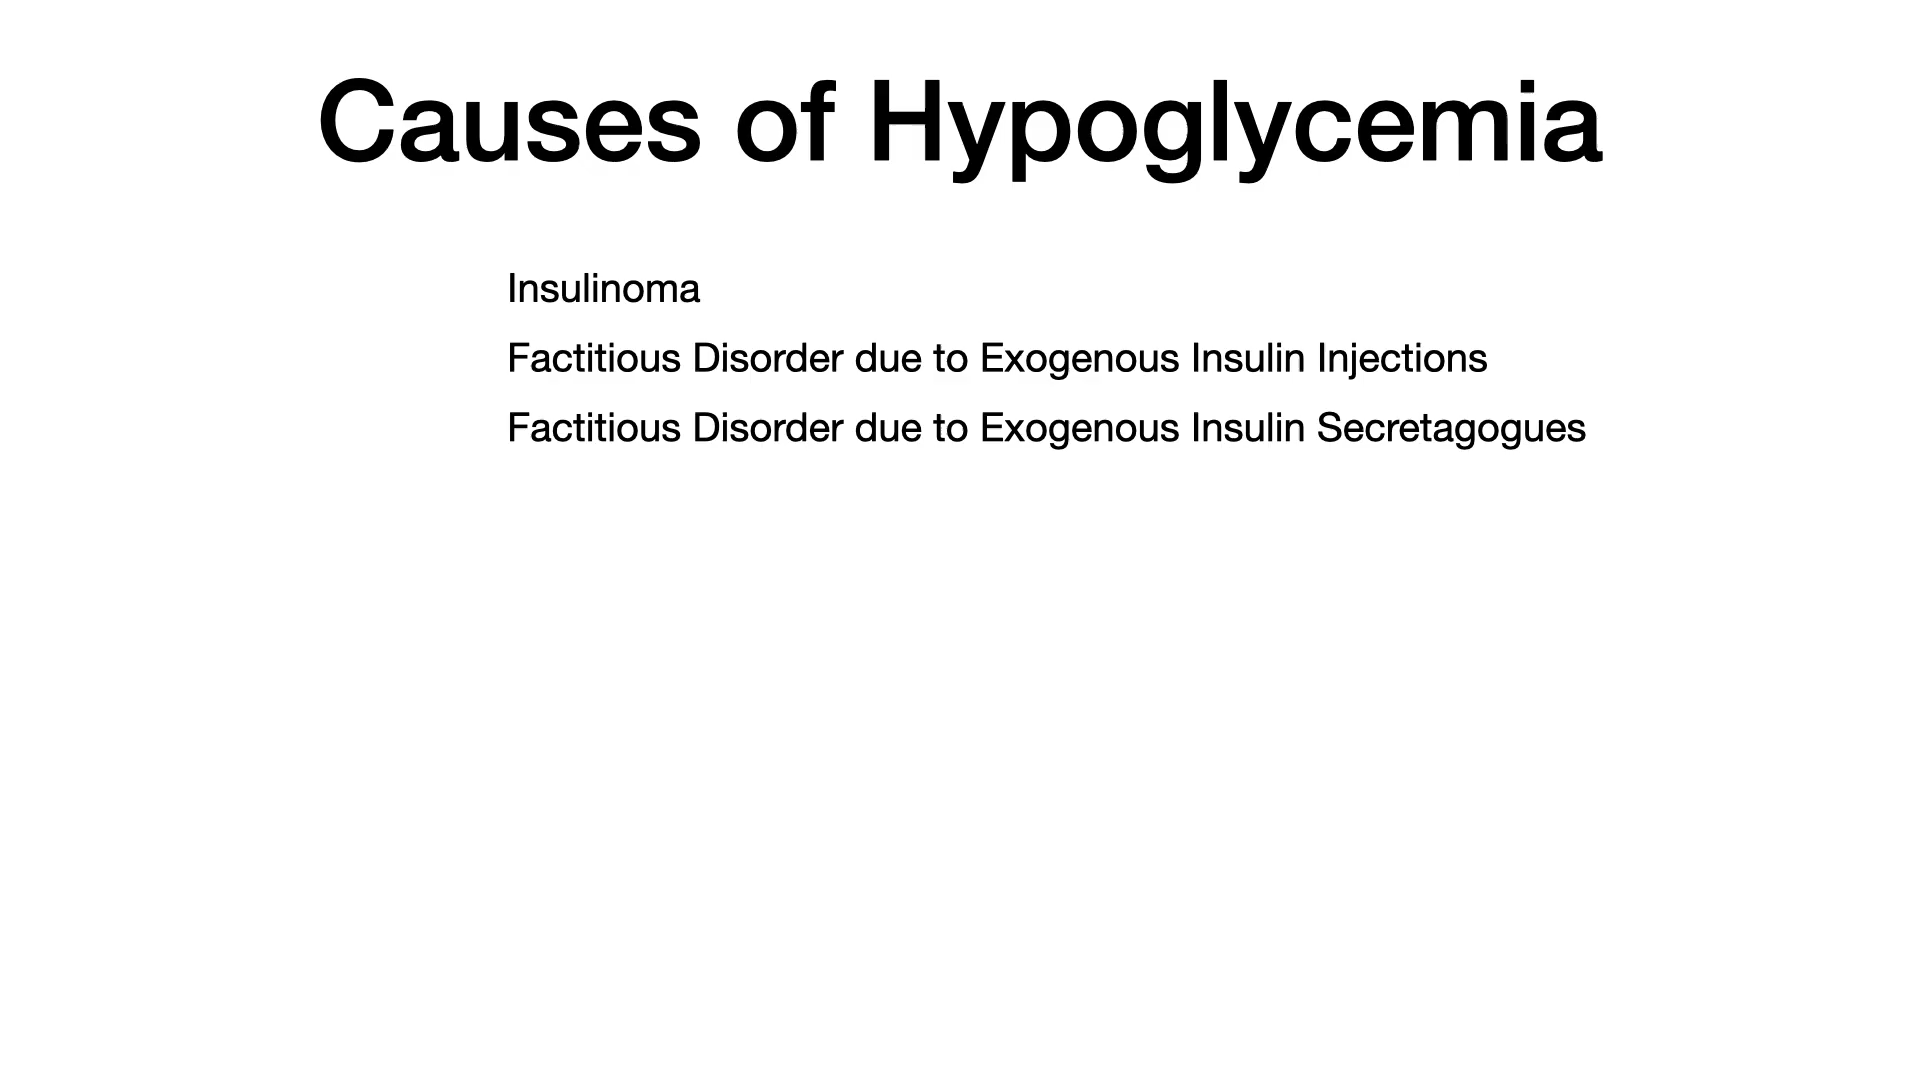 Causes of Hypoglycemia
Insulinoma
Factitious Disorder due to Exogenous Insulin Injections
Factitious Disorder due to Exogenous Insulin Secretagogues